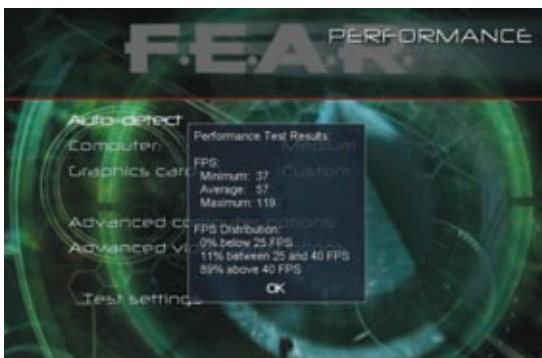 F.E.A.R.
PERFORMANCE
Auto-detect
Computer: Medium
Graphics card Custom
Advanced computer options
Advanced vi
Test settings
Performance Test Results:
FPS:
Minimum: 37
Average: 57
Maximum: 119
FPS Distribution:
0% below 25 FPS
11% between 25 and 40 FPS
89% above 40 FPS
OK